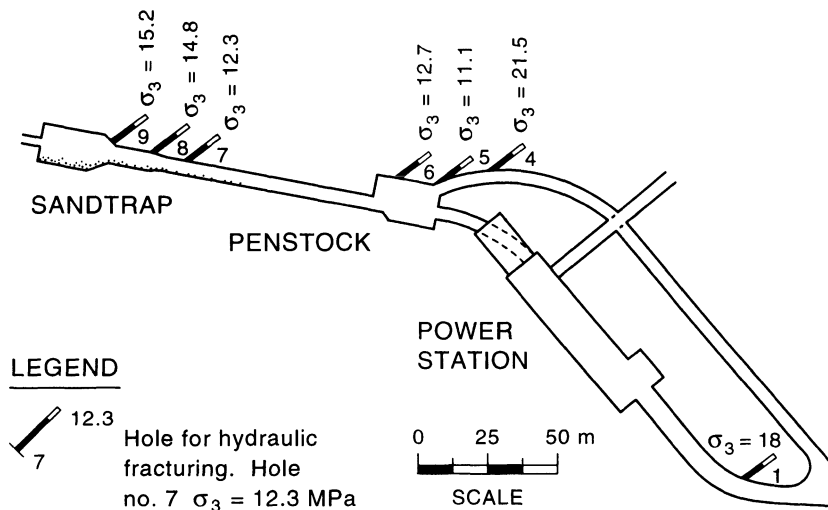 σ3 = 15.2
σ3 = 14.8
σ3 = 12.3
9
8
7
σ3 = 12.7
σ3 = 11.1
σ3 = 21.5
6
5
4
SANDTRAP
PENSTOCK
POWER
STATION
LEGEND
12.3
7
Hole for hydraulic
fracturing. Hole
no. 7 σ3 = 12.3 MPa
0 25 50 m
SCALE
σ3 = 18
1